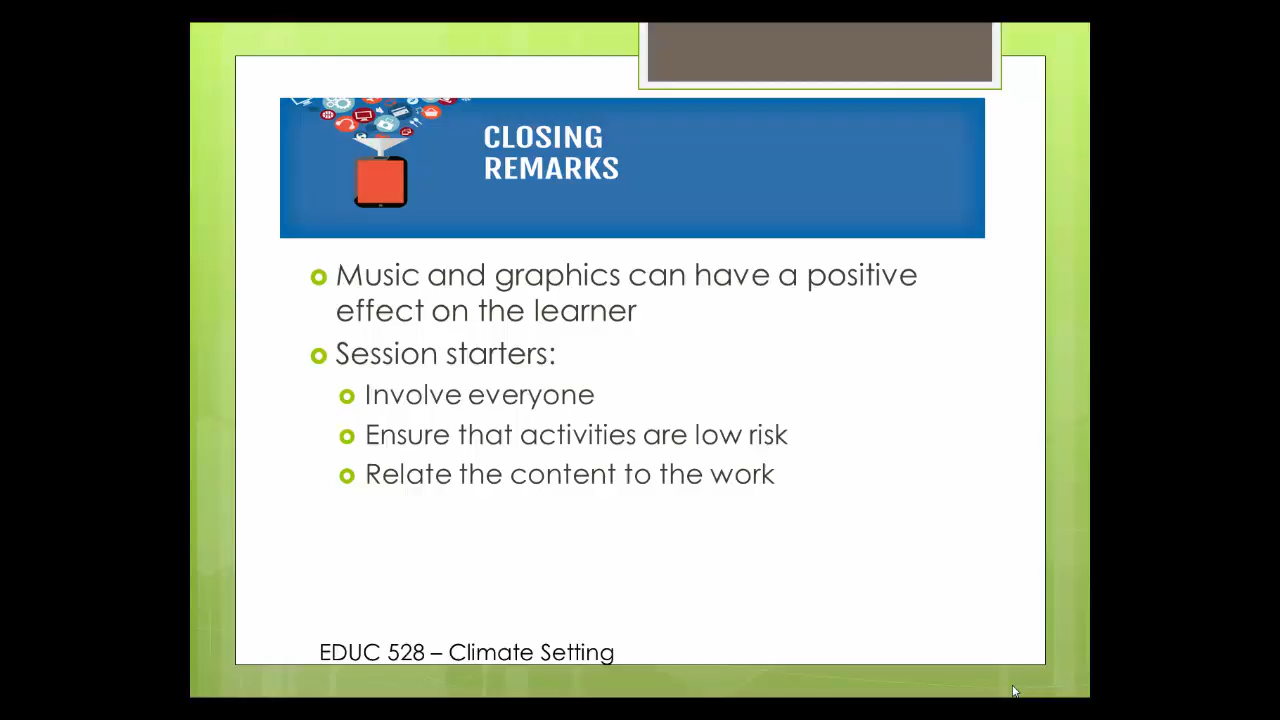 CLOSING
REMARKS
Music and graphics can have a positive
effect on the learner
Session starters:
Involve everyone
Ensure that activities are low risk
Relate the content to the work
EDUC 528 – Climate Setting